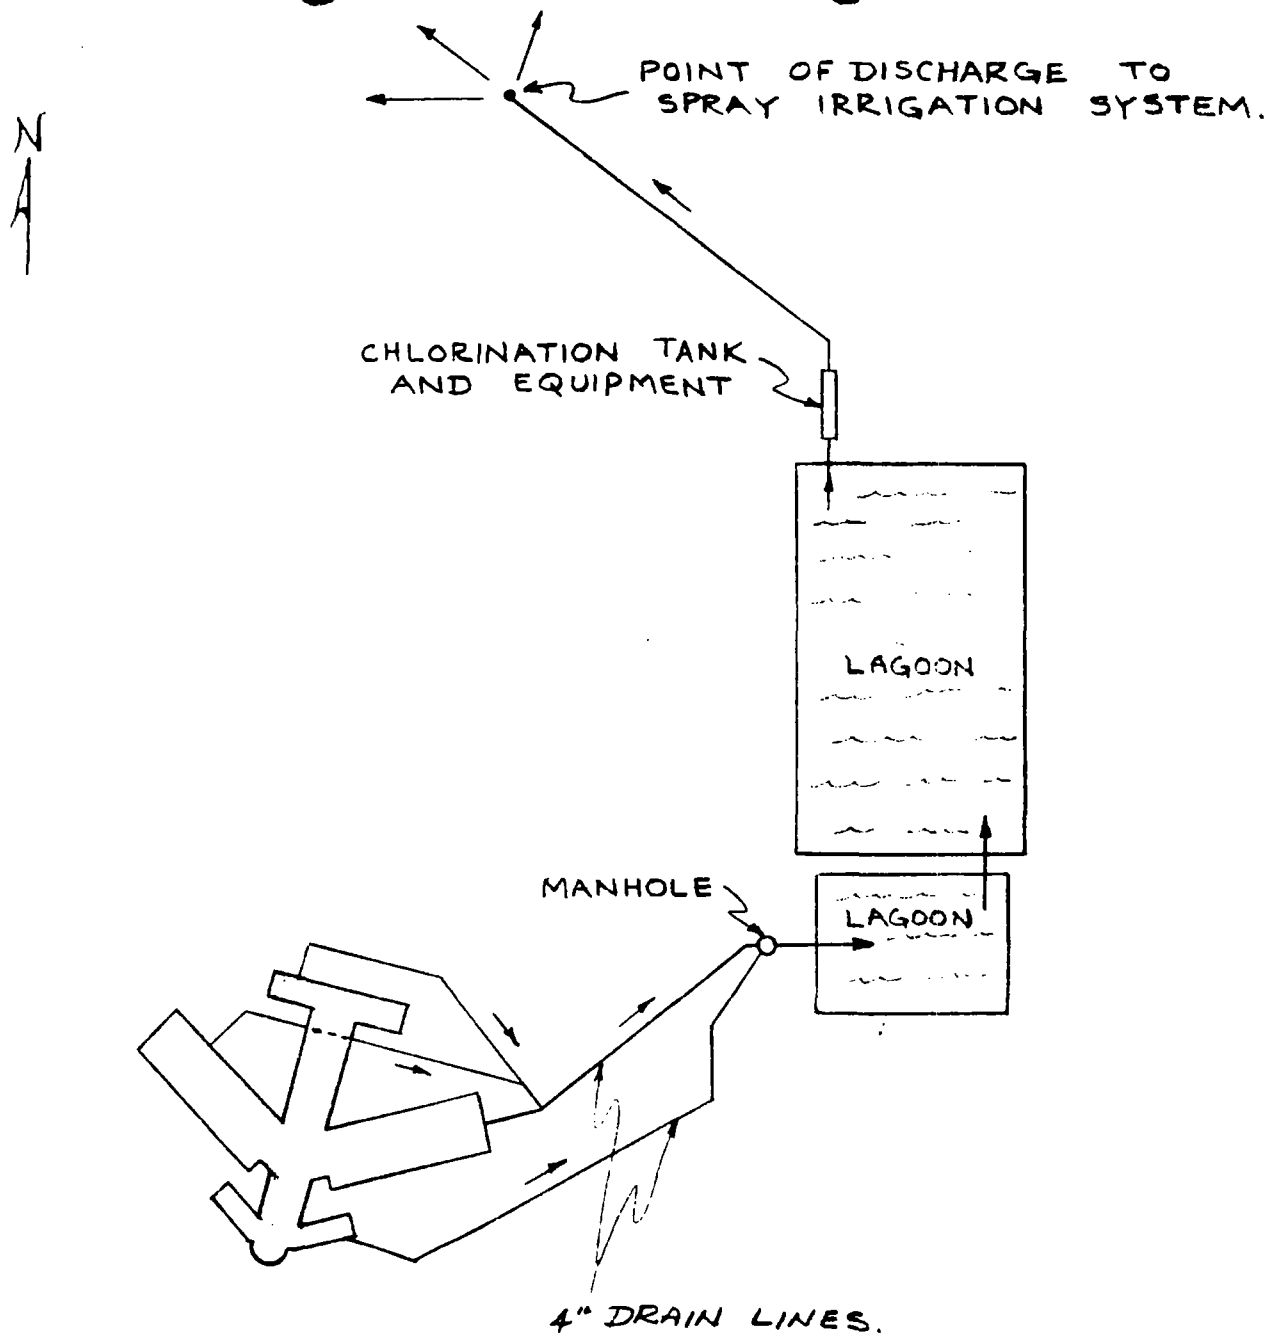 POINT OF DISCHARGE TO
SPRAY IRRIGATION SYSTEM.
N
CHLORINATION TANK
AND EQUIPMENT
LAGOON
MANHOLE
LAGOON
4" DRAIN LINES.